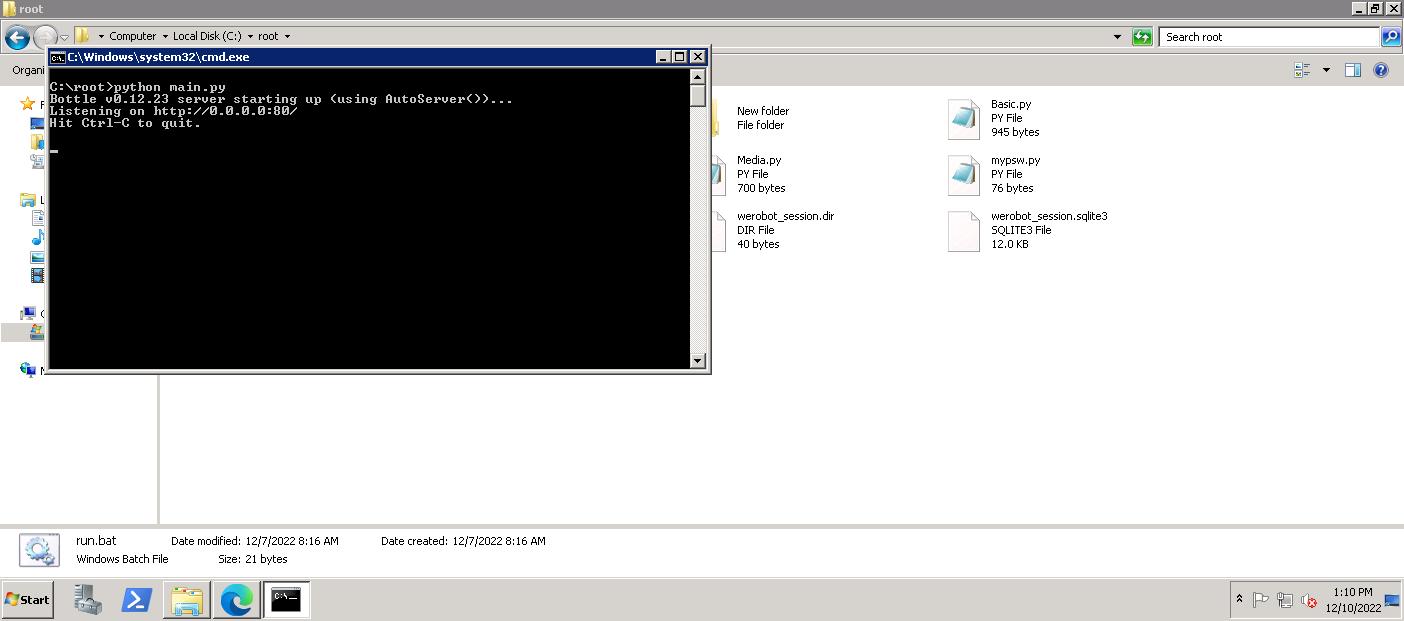 root
Computer
Local Disk (C:)
root
Search root
C:\Windows\system32\cmd.exe
Organi
C:\root>python main.py
Bottle v0.12.23 server starting up (using AutoServer())...
Listening on http://0.0.0.0:80/
Hit Ctrl-C to quit.
New folder
File folder
Basic.py
PY File
945 bytes
Media.py
PY File
700 bytes
mypsw.py
PY File
76 bytes
werobot_session.dir
DIR File
40 bytes
werobot_session.sqlite3
SQLITE3 File
12.0 KB
run.bat
Date modified: 12/7/2022 8:16 AM
Date created: 12/7/2022 8:16 AM
Windows Batch File
Size: 21 bytes
Start
C:\_
1:10 PM
12/10/2022